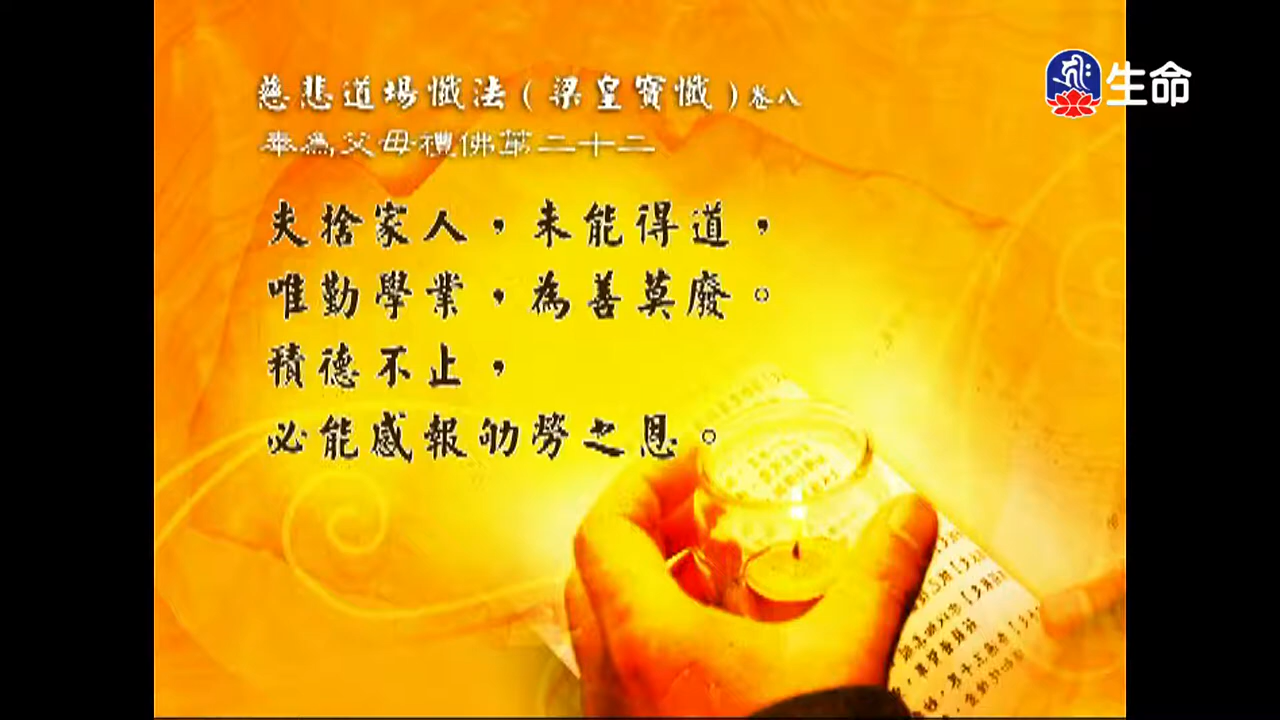 慈悲道場懺法(梁皇寶懺)卷八
奉為父母禮佛第二十二
生命
夫捨家人，未能得道，
唯勤學業，為善莫廢。
積德不止，
必能感報劬勞之恩。